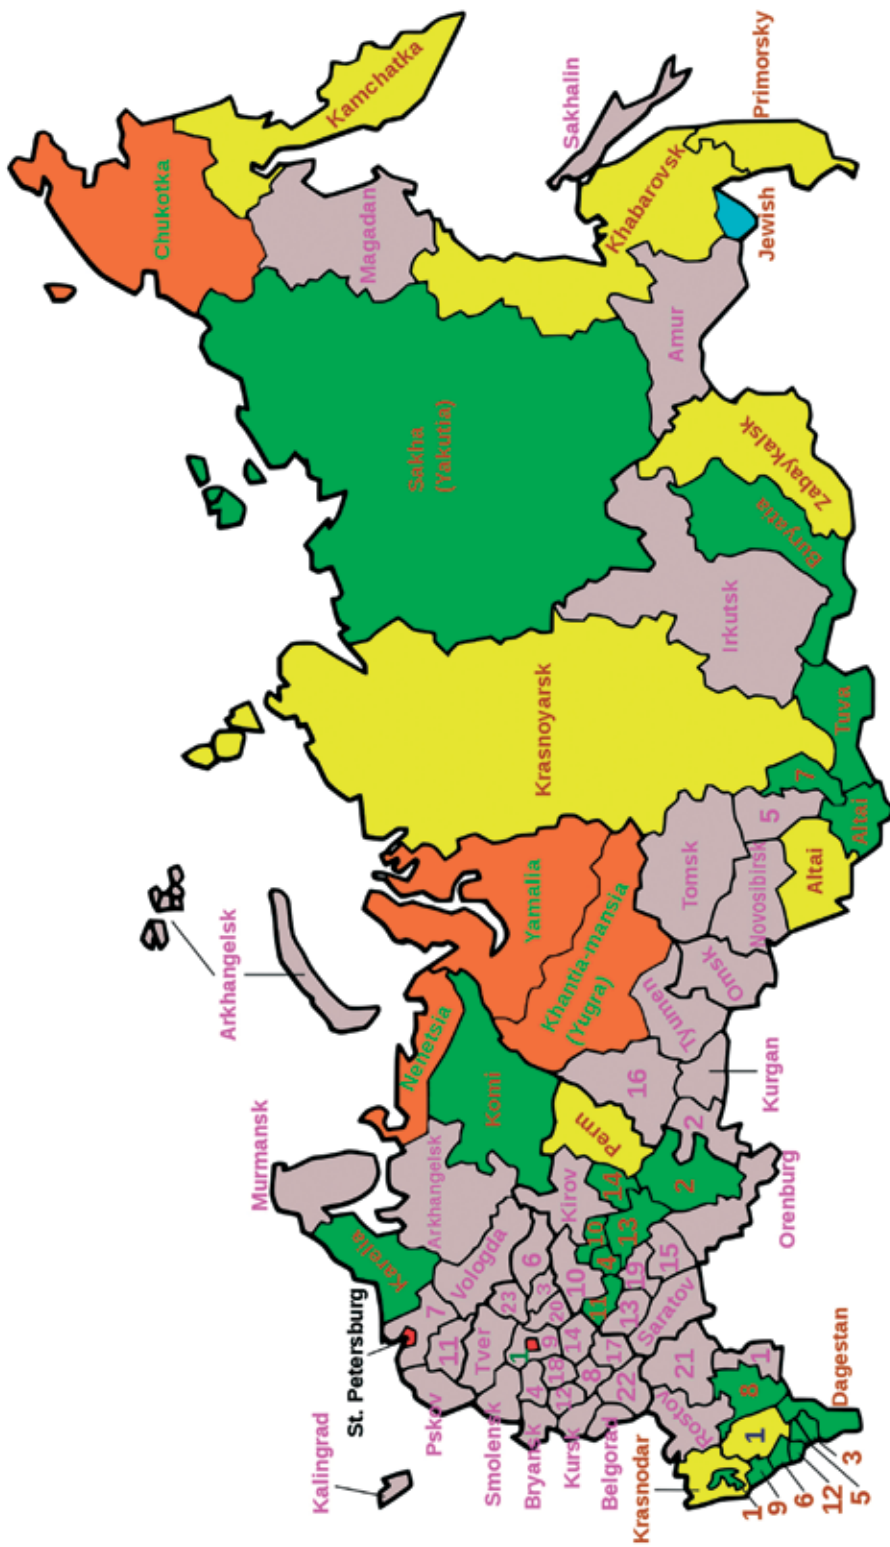 Chukotka
Kamchatka
Arkhangelsk
Murmansk
Kalingrad
St. Petersburg
Magadan
Sakha
(Yakutia)
Nenetsia
Karelia
Arkhangelsk
Pskov
7
11
Vologda
Komi
Tver
Smolensk
23
6
1
Yamalia
Krasnoyarsk
Bryansk
4
3
9
20
18
Khantia-mansia
(Yugra)
Kursk
12
14
10
Kirov
Perm
Sakhalin
Belgorod
8
11
10
4
14
17
22
13
19
13
16
Khabarovsk
Krasnodar
Rostov
21
Saratov
15
2
2
Tyumen
Tomsk
Amur
Omsk
Irkutsk
1
8
1
Novosibirsk
5
7
Zabaykalsk
Buryatia
Kurgan
Orenburg
Altai
Altai
Tuva
Jewish
Primorsky
1
9
6
12
5
3
Dagestan